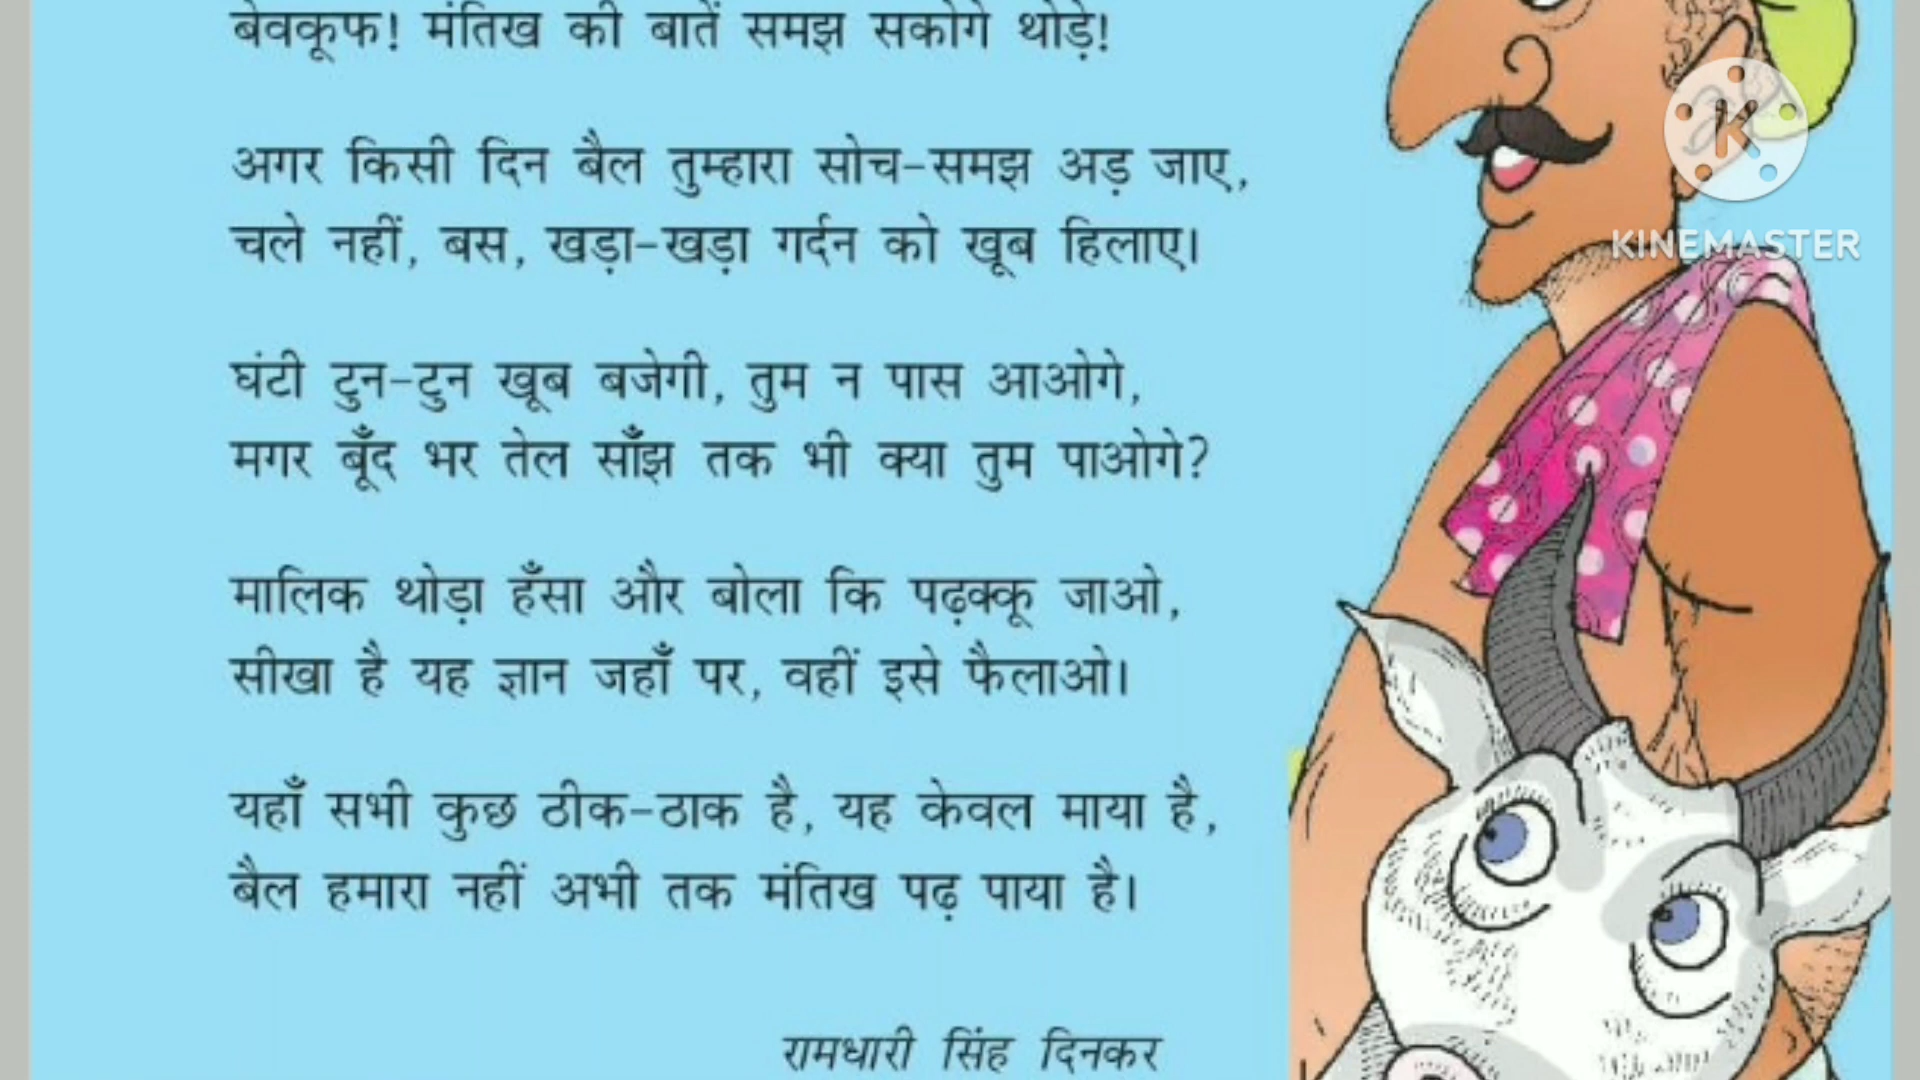 बेवकूफ! मंतिख की बातें समझ सकोगे थोड़े!
अगर किसी दिन बैल तुम्हारा सोच-समझ अड़ जाए,
चले नहीं, बस, खड़ा-खड़ा गर्दन को खूब हिलाए।
घंटी टुन-टुन खूब बजेगी, तुम न पास आओगे,
मगर बूँद भर तेल साँझ तक भी क्या तुम पाओगे?
मालिक थोड़ा हँसा और बोला कि पढ़क्कू जाओ,
सीखा है यह ज्ञान जहाँ पर, वहीं इसे फैलाओ।
यहाँ सभी कुछ ठीक-ठाक है, यह केवल माया है,
बैल हमारा नहीं अभी तक मंतिख पढ़ पाया है।
रामधारी सिंह दिनकर
K
KINEMASTER